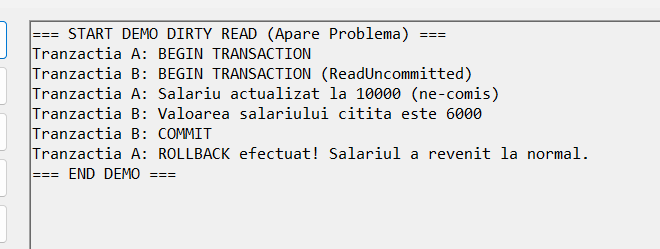 === START DEMO DIRTY READ (Apare Problema) ===
Tranzactia A: BEGIN TRANSACTION
Tranzactia B: BEGIN TRANSACTION (ReadUncommitted)
Tranzactia A: Salariu actualizat la 10000 (ne-comis)
Tranzactia B: Valoarea salariului citita este 6000
Tranzactia B: COMMIT
Tranzactia A: ROLLBACK efectuat! Salariul a revenit la normal.
=== END DEMO ===